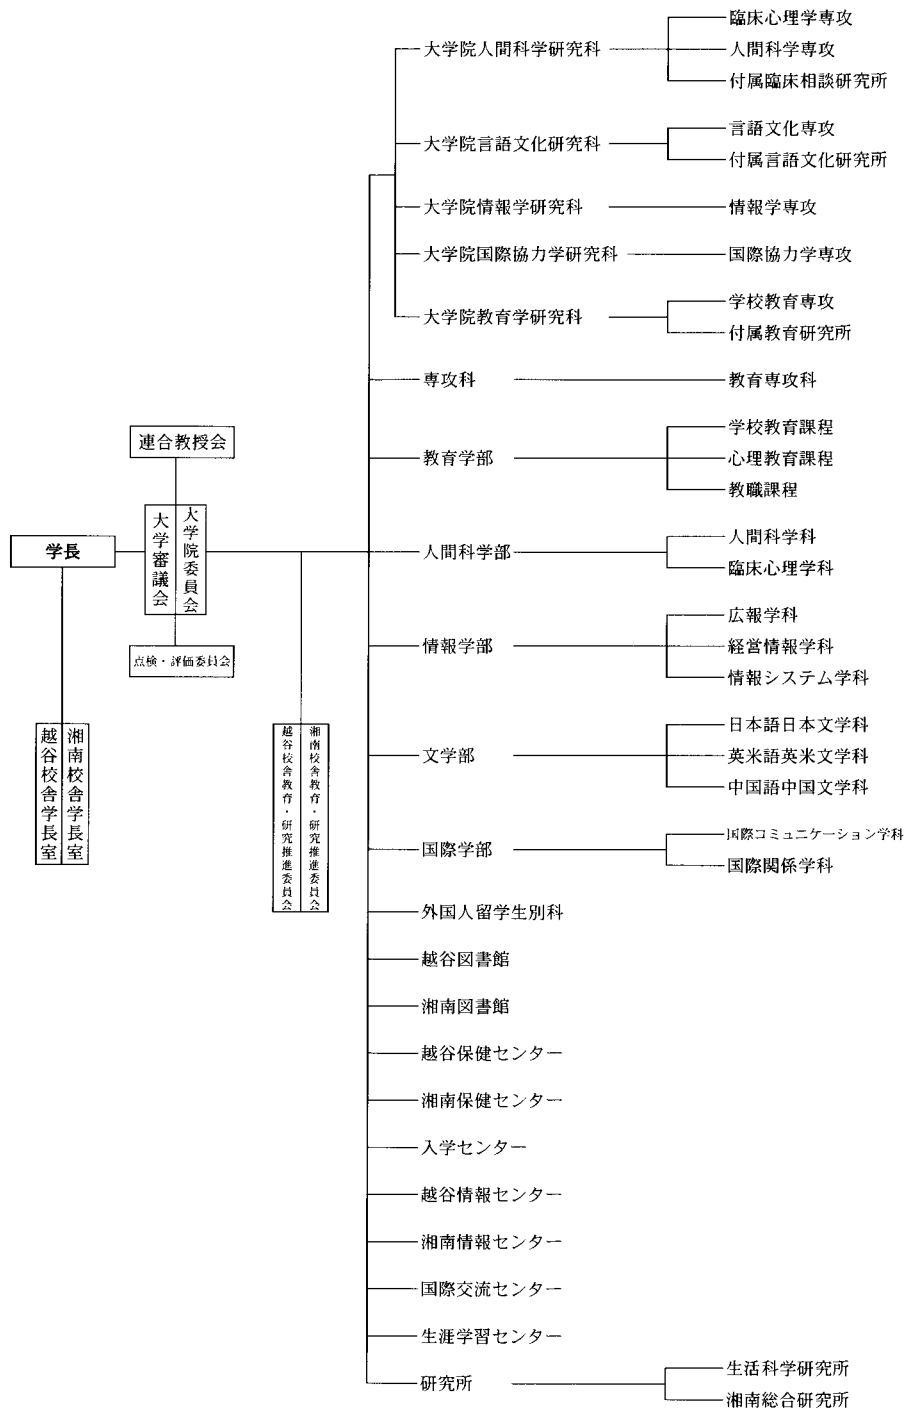 学長
越谷校舎学長室
湘南校舎学長室
連合教授会
大学審議会
大学院委員会
点検・評価委員会
越谷校舎教育・研究推進委員会
湘南校舎教育・研究推進委員会
大学院人間科学研究科
臨床心理学専攻
人間科学専攻
付属臨床相談研究所
大学院言語文化研究科
言語文化専攻
付属言語文化研究所
大学院情報学研究科
情報学専攻
大学院国際協力学研究科
国際協力学専攻
大学院教育学研究科
学校教育専攻
付属教育研究所
専攻科
教育専攻科
教育学部
学校教育課程
心理教育課程
教職課程
人間科学部
人間科学科
臨床心理学科
情報学部
広報学科
経営情報学科
情報システム学科
文学部
日本語日本文学科
英米語英米文学科
中国語中国文学科
国際学部
国際コミュニケーション学科
国際関係学科
外国人留学生別科
越谷図書館
湘南図書館
越谷保健センター
湘南保健センター
入学センター
越谷情報センター
湘南情報センター
国際交流センター
生涯学習センター
研究所
生活科学研究所
湘南総合研究所